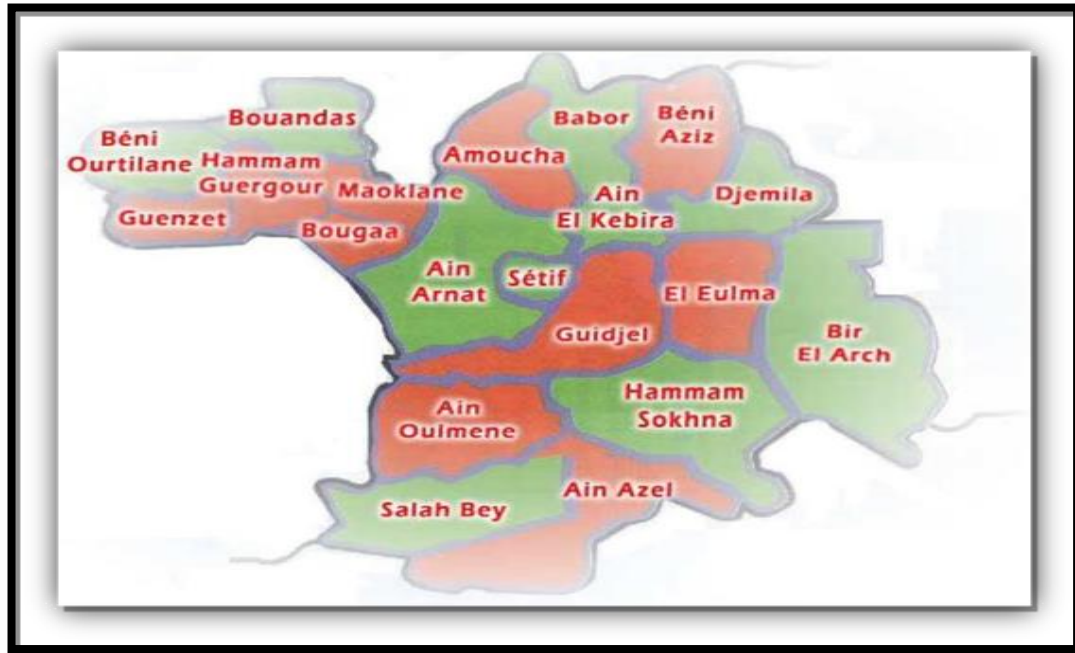 Bouandas
Béni
Ourtilane
Hammam
Guergour
Maoklane
Guenzet
Bougaa
Amoucha
Babor
Béni
Aziz
Ain
El Kebira
Djemila
Ain
Arnat
Sétif
Guidjel
El Eulma
Bir
El Arch
Hammam
Sokhna
Ain
Oulmene
Ain Azel
Salah Bey